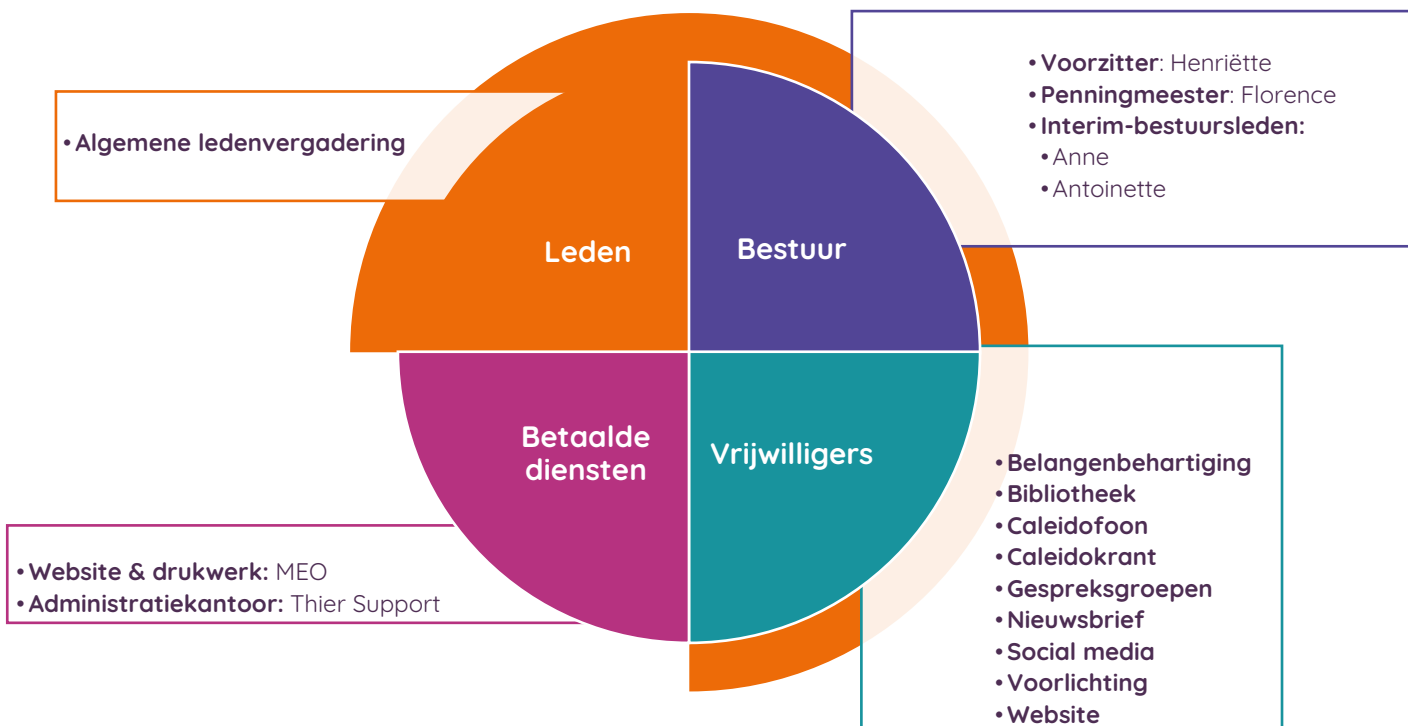 • Algemene ledenvergadering
Leden
Bestuur
• Voorzitter: Henriëtte
• Penningmeester: Florence
• Interim-bestuursleden:
• Anne
• Antoinette
Betaalde
diensten
Vrijwilligers
• Website & drukwerk: MEO
• Administratiekantoor: Thier Support
• Belangenbehartiging
• Bibliotheek
• Caleidofoon
• Caleidokrant
• Gespreksgroepen
• Nieuwsbrief
• Social media
• Voorlichting
• Website